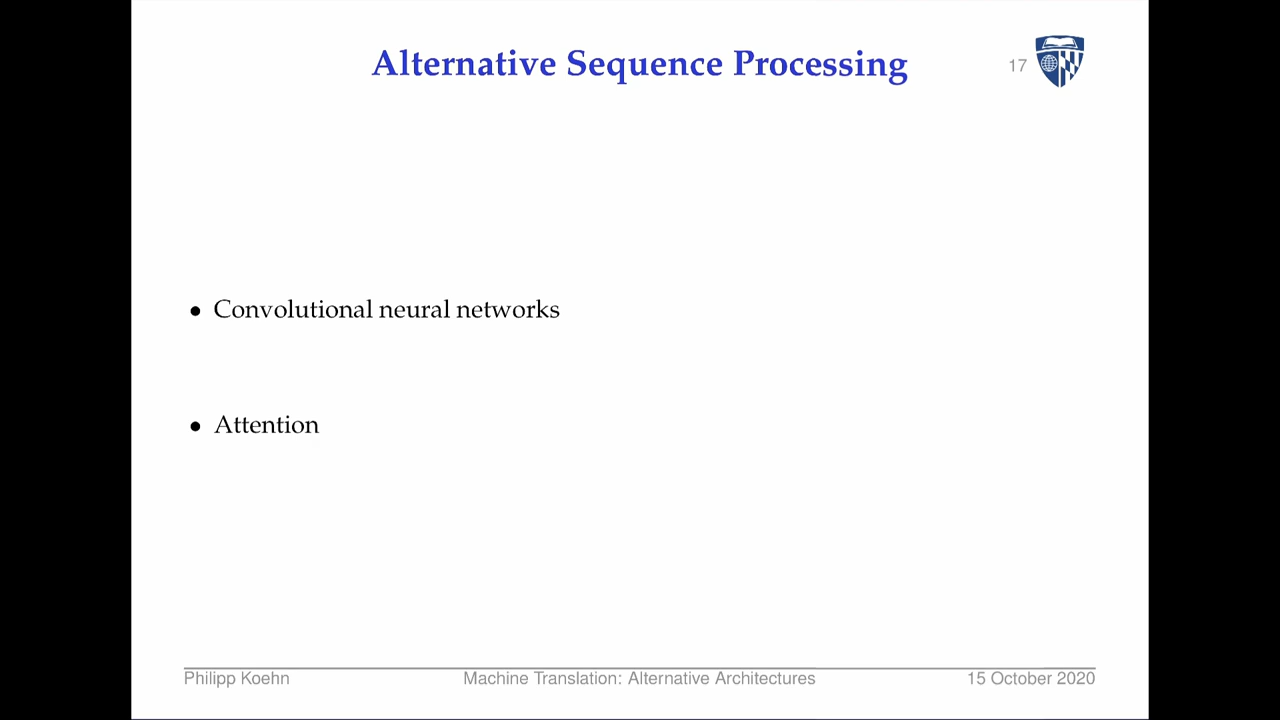 Alternative Sequence Processing
17
• Convolutional neural networks
• Attention
Philipp Koehn
Machine Translation: Alternative Architectures
15 October 2020